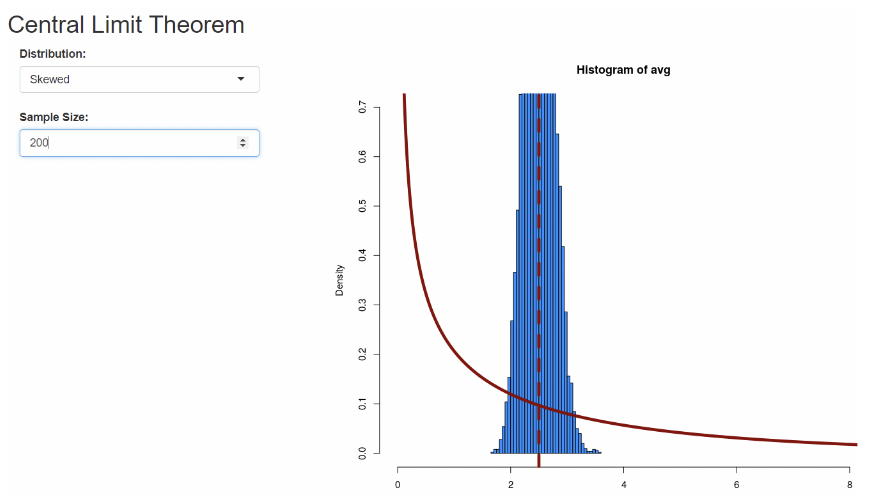 Central Limit Theorem
Distribution:
Skewed
Sample Size:
200
Histogram of avg
Density
0.7
0.6
0.5
0.4
0.3
0.2
0.1
0.0
0 2 4 6 8